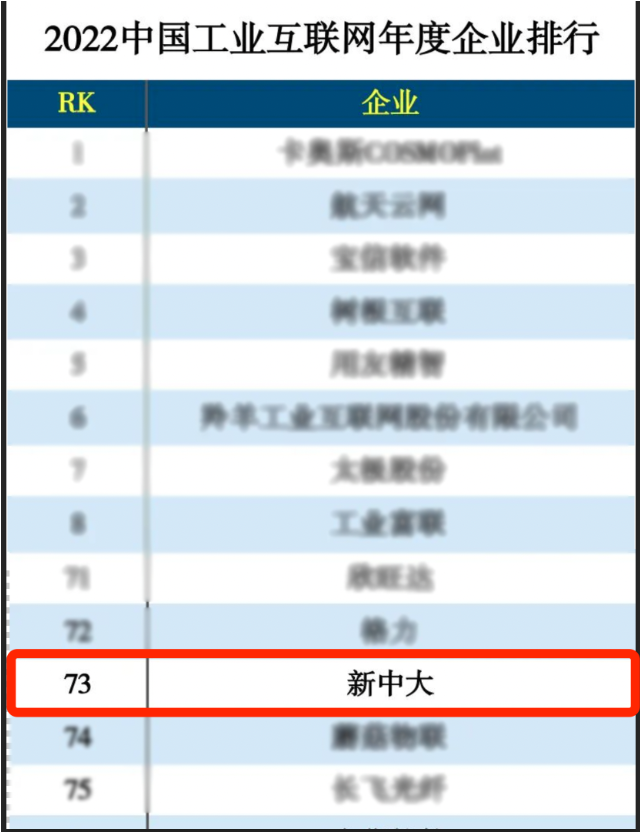 2022中国工业互联网年度企业排行
RK 企业
1 卡奥斯COSMOPlat
2 航天云网
3 宝信软件
4 树根互联
5 用友精智
6 羚羊工业互联网股份有限公司
7 太极股份
8 工业富联
71 欣旺达
72 格力
73 新中大
74 蘑菇物联
75 长飞光纤